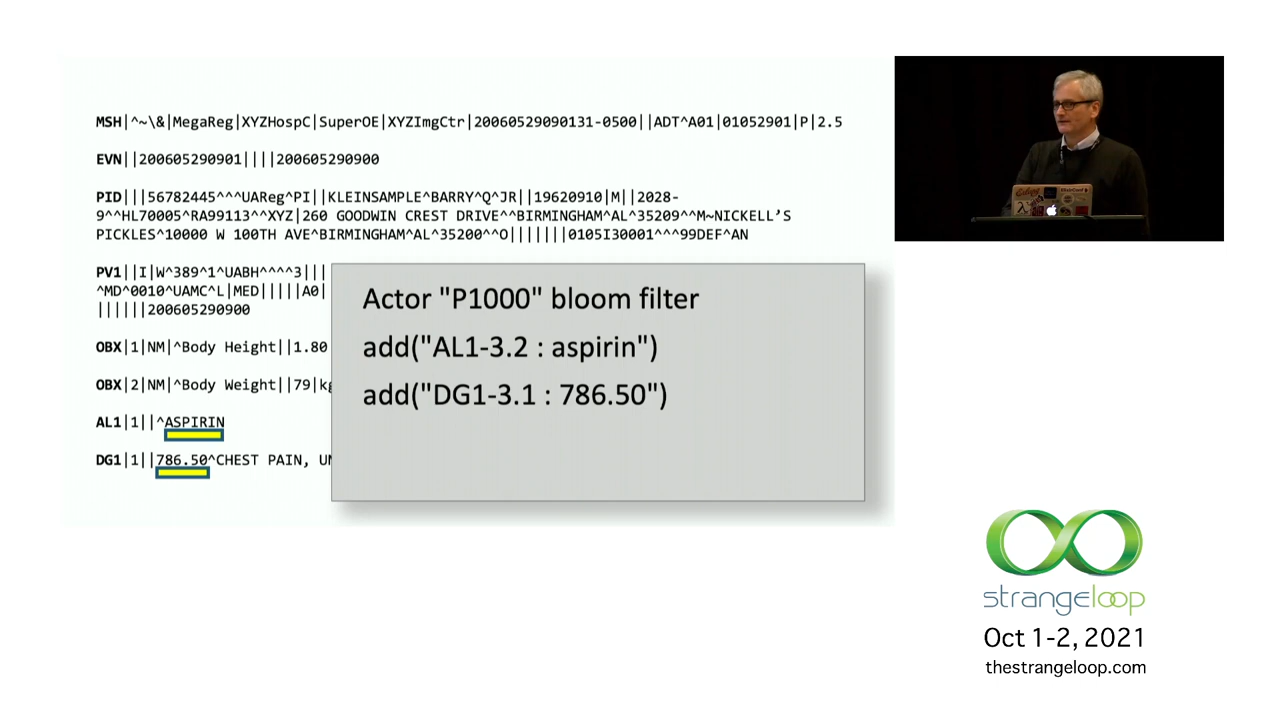 MSH|^~\&|MegaReg|XYZHospC|SuperOE|XYZImgCtr|20060529090131-0500||ADT^A01|01052901|P|2.5
EVN||200605290901||||200605290900
PID|||56782445^^^UAReg^PI||KLEINSAMPLE^BARRY^Q^JR||19620910|M||2028-
9^^HL70005^RA99113^^XYZ|260 GOODWIN CREST DRIVE^^BIRMINGHAM^AL^35209^^M~NICKELL’S
PICKLES^10000 W 100TH AVE^BIRMINGHAM^AL^35200^^O|||||||0105I30001^^^99DEF^AN
PV1||I|W^389^1^UABH^^^^3|||
^MD^0010^UAMC^L|MED|||||A0|
||||||200605290900
OBX|1|NM|^Body Height||1.80
OBX|2|NM|^Body Weight||79|kg
AL1|1||^ASPIRIN
DG1|1||786.50^CHEST PAIN, UN
Actor "P1000" bloom filter
add("AL1-3.2 : aspirin")
add("DG1-3.1 : 786.50")
strangeloop
Oct 1-2, 2021
thestrangeloop.com